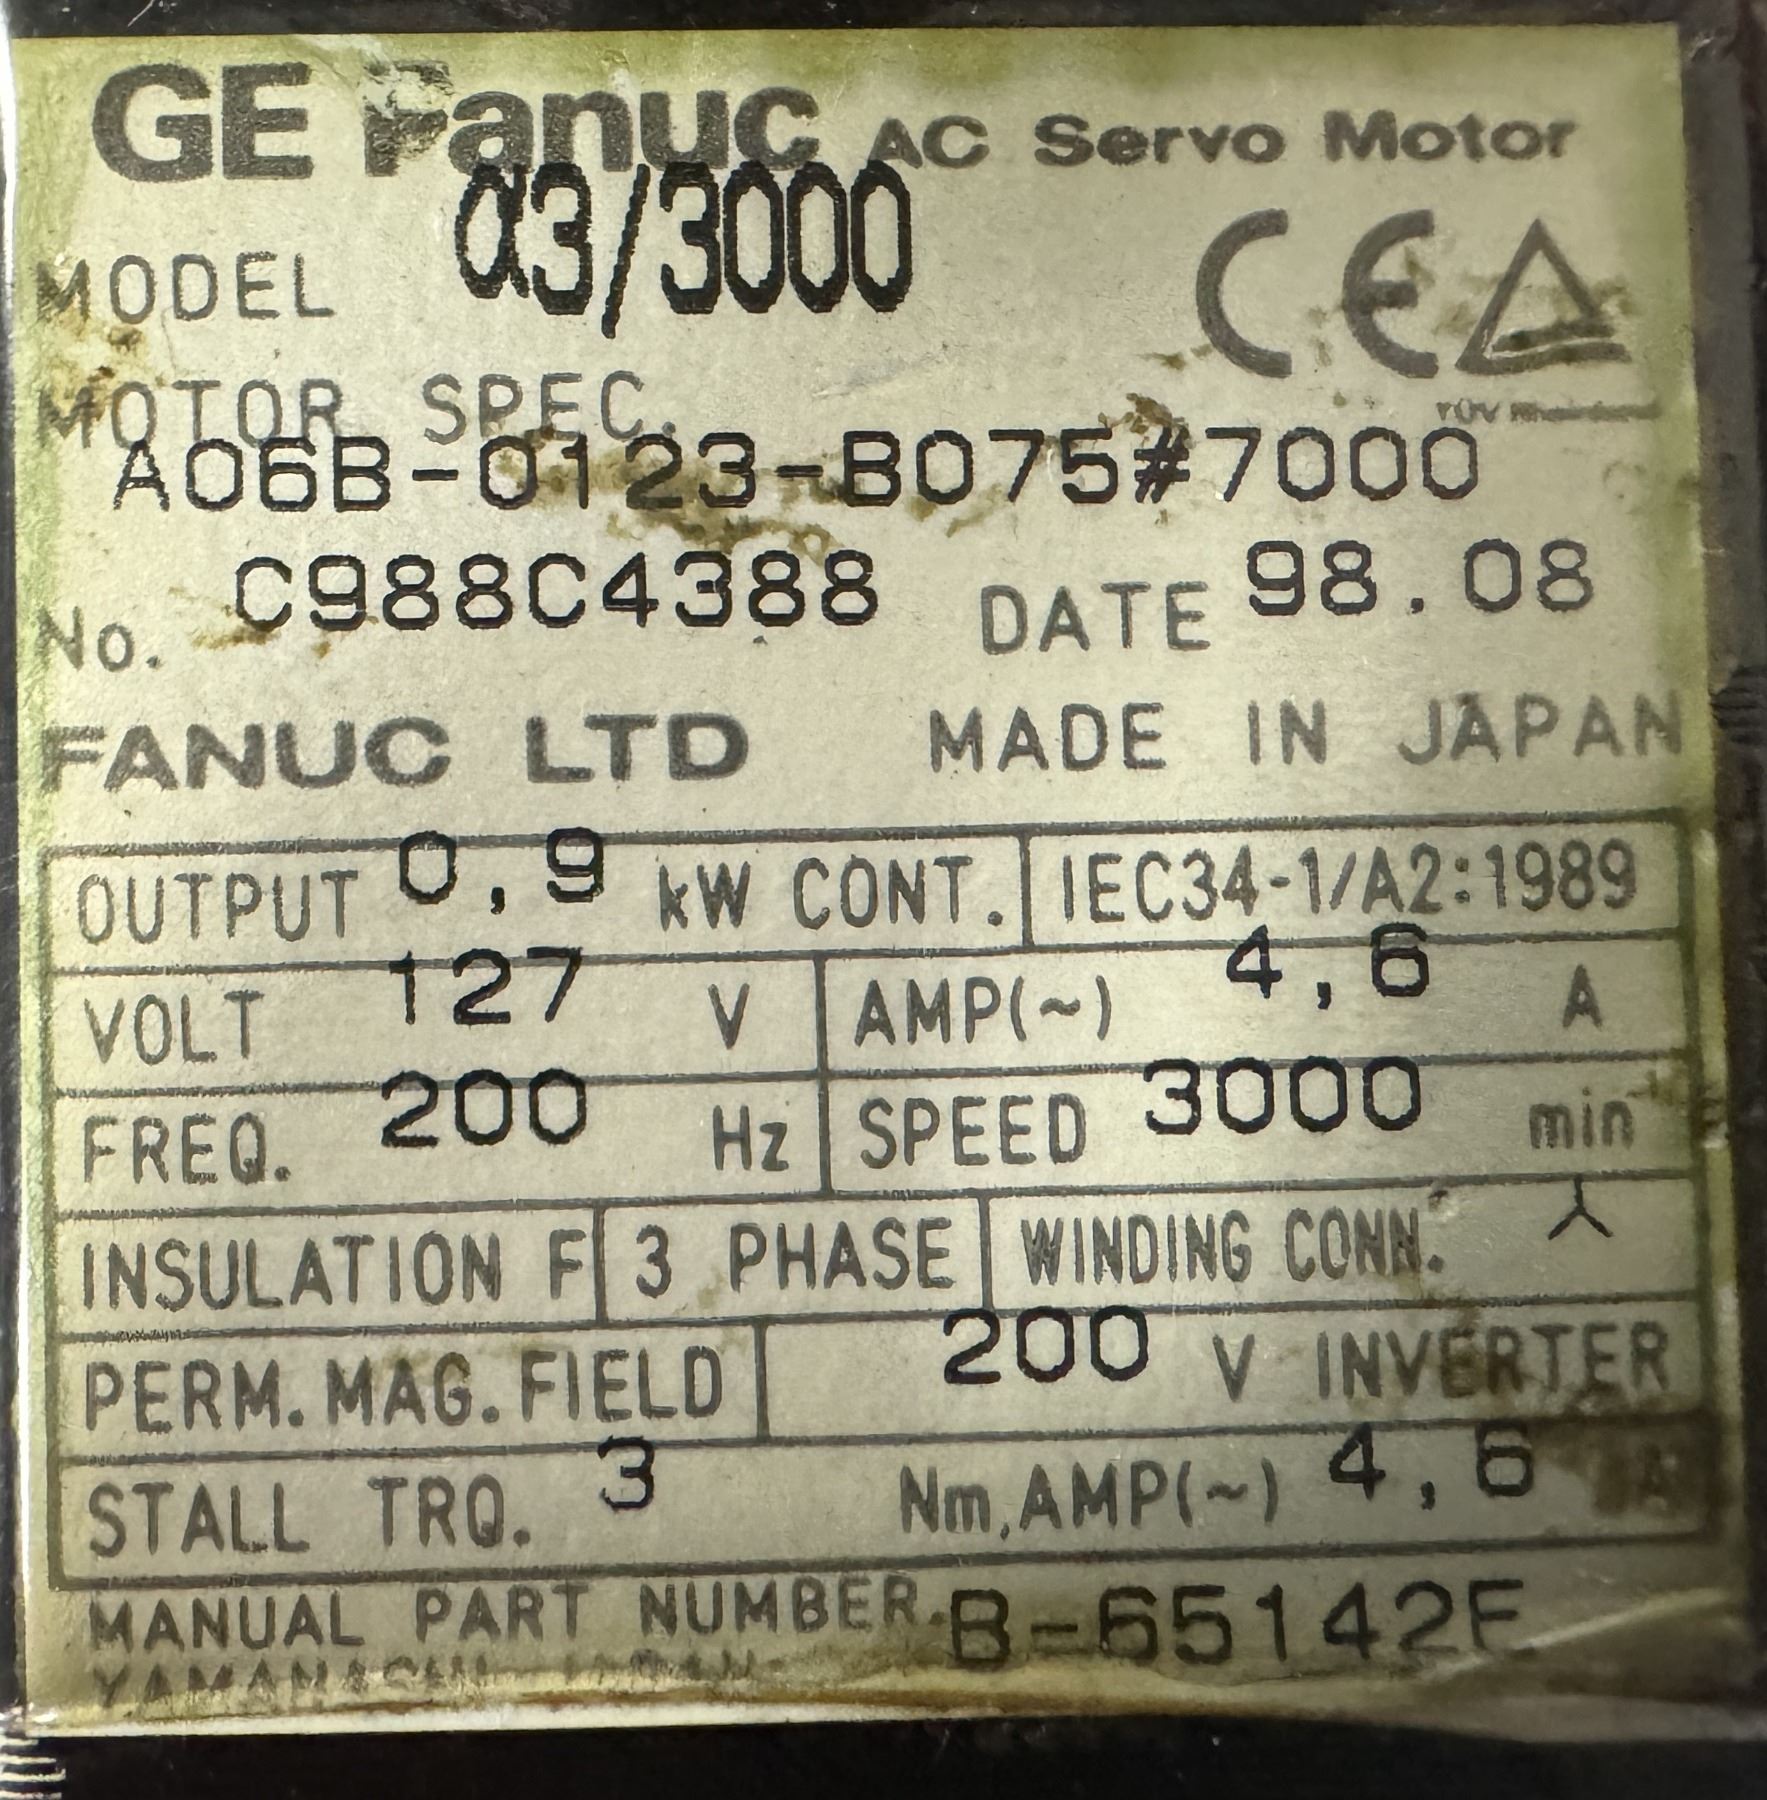 GE Fanuc AC Servo Motor
MODEL α3/3000
CE
MOTOR SPEC.
A06B-0123-B075#7000
No. C988C4388 DATE 98.08
FANUC LTD MADE IN JAPAN
OUTPUT 0,9 kW CONT. IEC34-1/A2:1989
VOLT 127 V AMP(~) 4,6 A
FREQ. 200 Hz SPEED 3000 min⁻
INSULATION F 3 PHASE WINDING CONN. ⅄
PERM.MAG.FIELD 200 V INVERTER
STALL TRQ. 3 Nm,AMP(~) 4,6 A
MANUAL PART NUMBER. B-65142E
YAMANASHI JAPAN